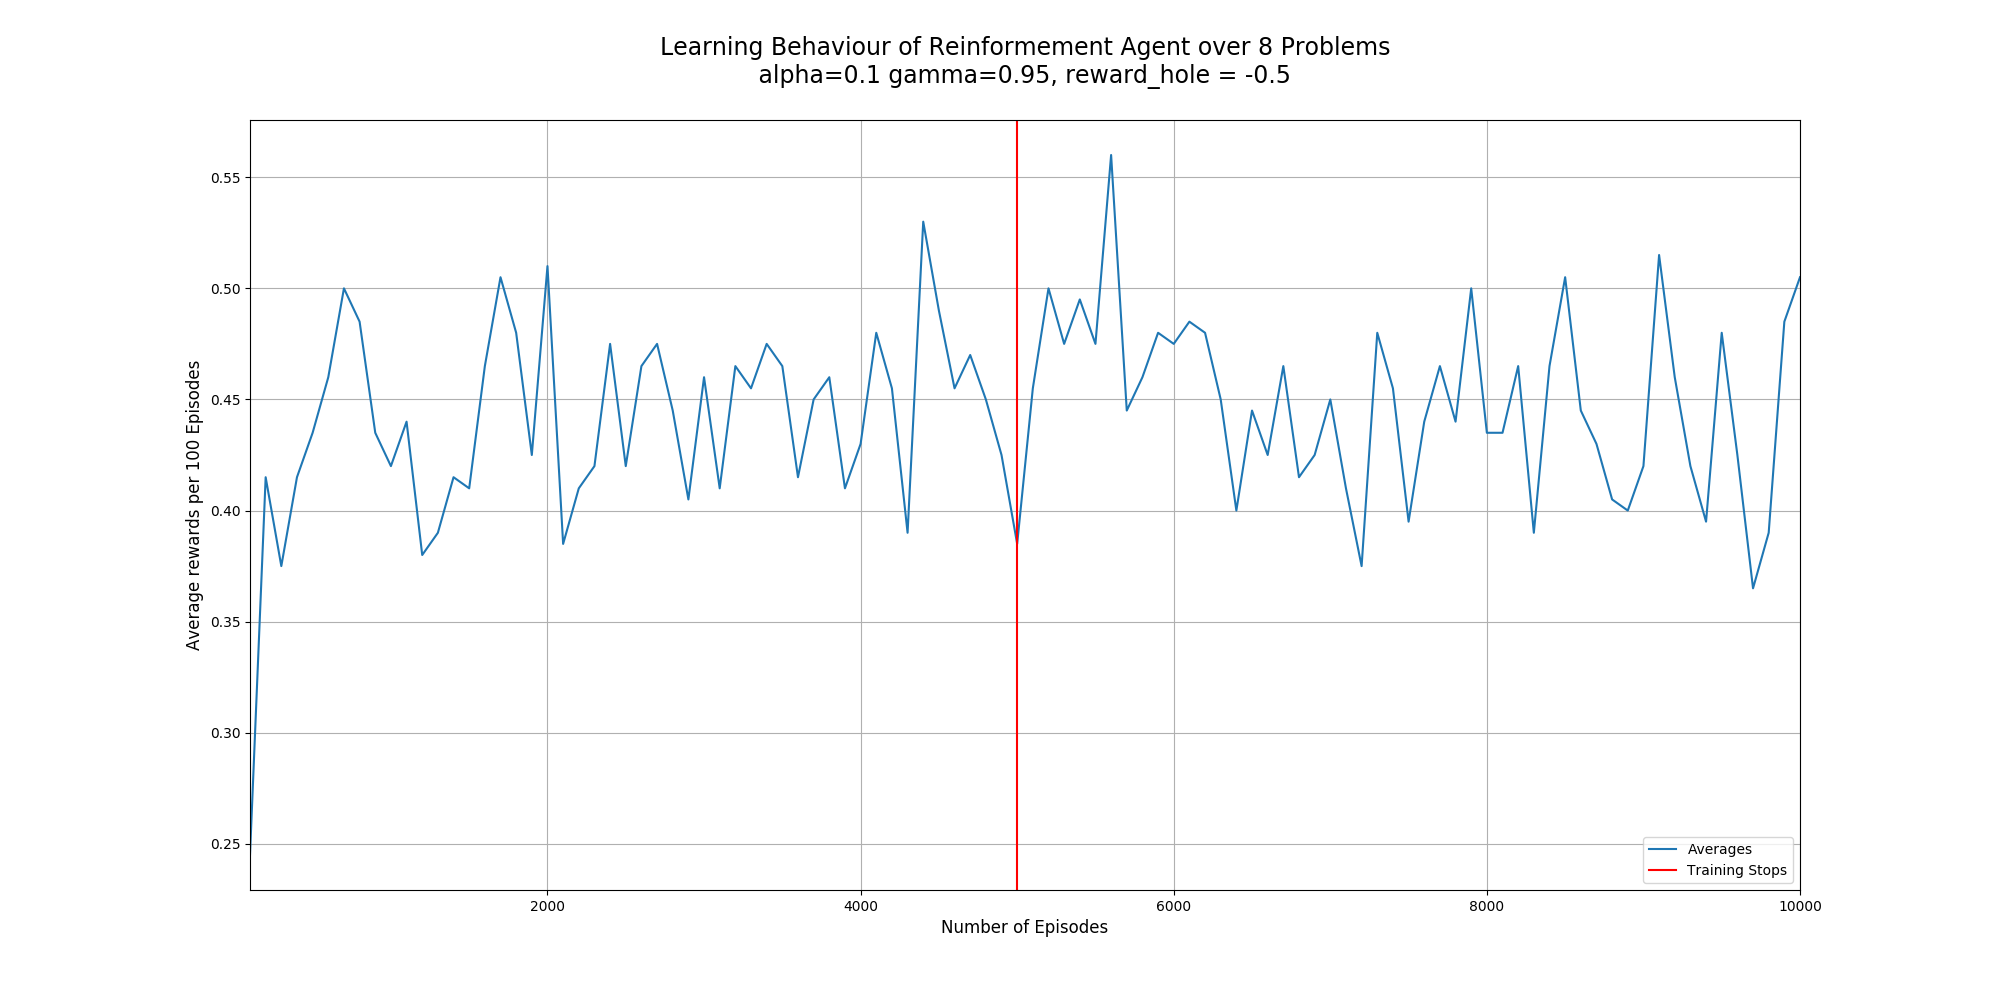 Learning Behaviour of Reinformement Agent over 8 Problems
alpha=0.1 gamma=0.95, reward_hole = -0.5
Average rewards per 100 Episodes
0.55
0.50
0.45
0.40
0.35
0.30
0.25
Averages
Training Stops
2000
4000
6000
8000
10000
Number of Episodes